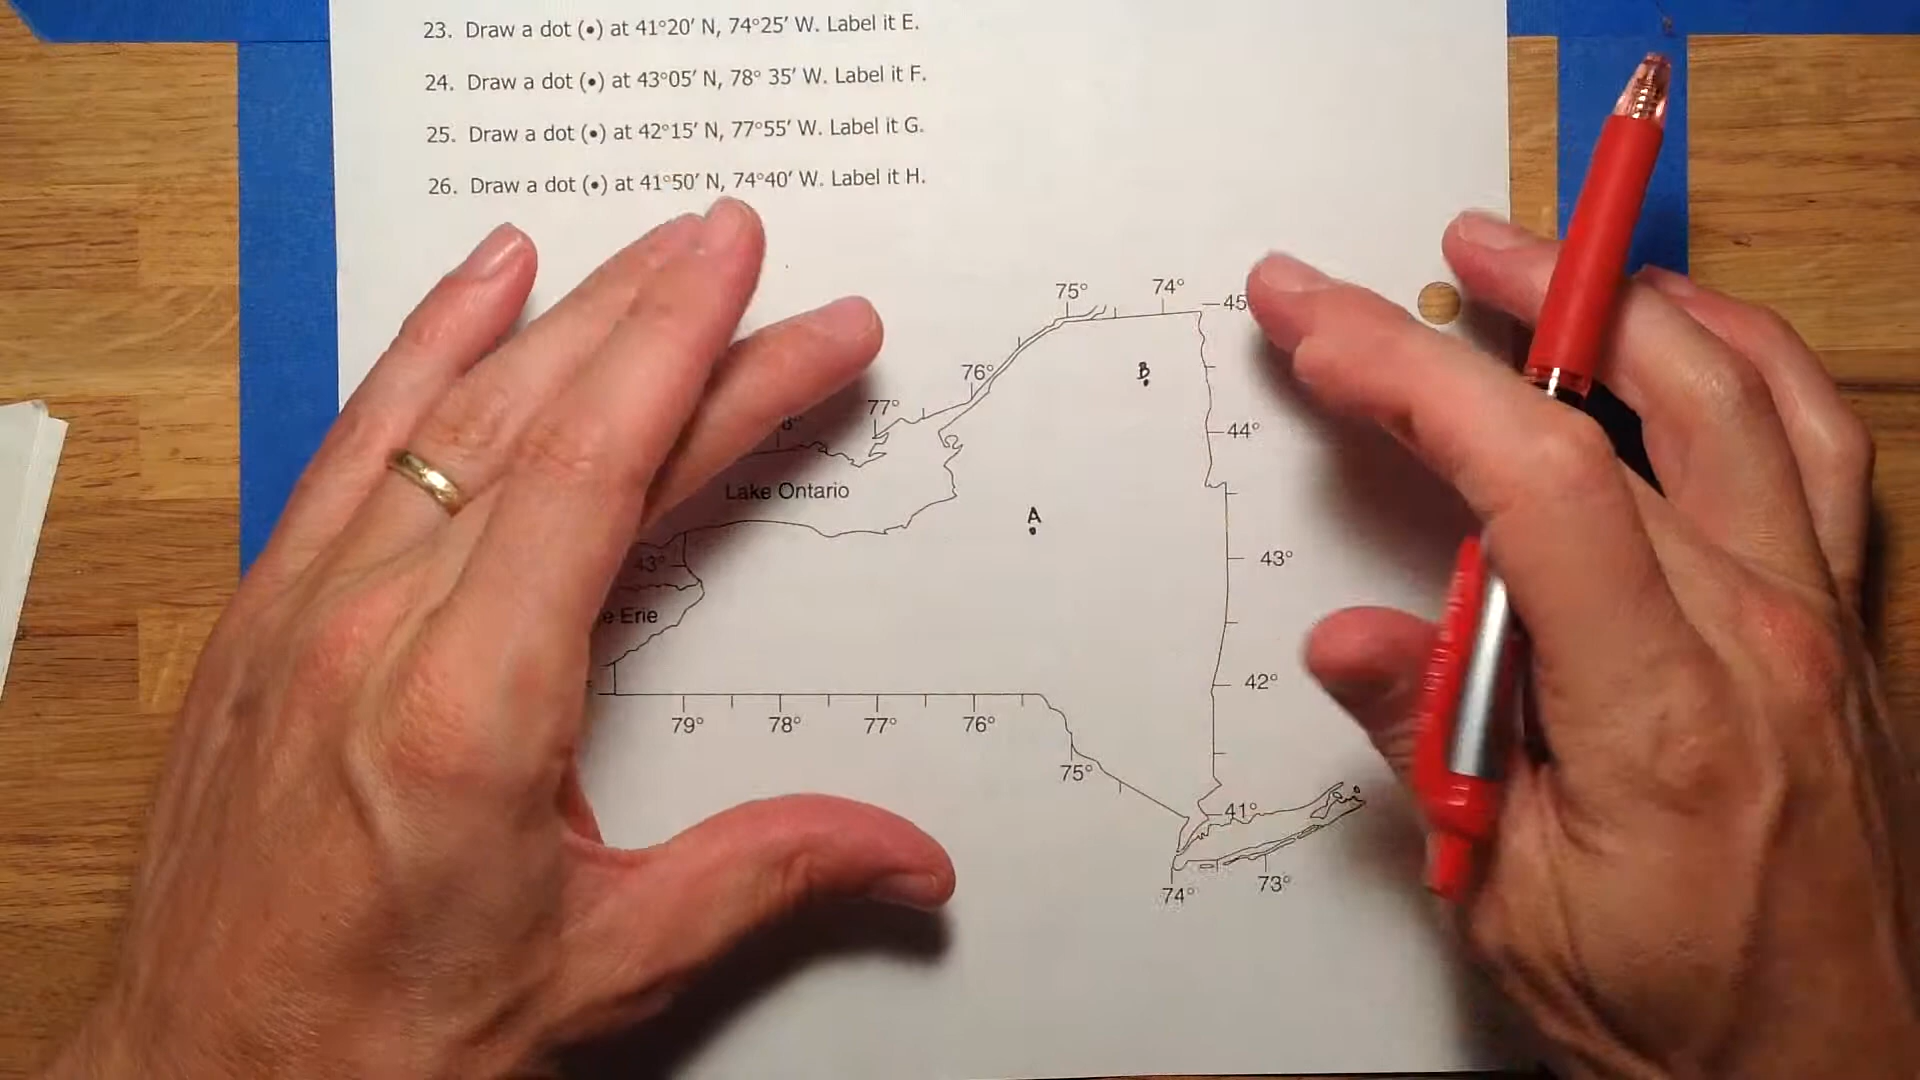 23. Draw a dot (•) at 41°20′ N, 74°25′ W. Label it E.
24. Draw a dot (•) at 43°05′ N, 78° 35′ W. Label it F.
25. Draw a dot (•) at 42°15′ N, 77°55′ W. Label it G.
26. Draw a dot (•) at 41°50′ N, 74°40′ W. Label it H.
75° 74°
45
76°
B
77°
8°
44°
Lake Ontario
A
43°
43°
e Erie
42°
79° 78° 77° 76°
75°
41°
74° 73°